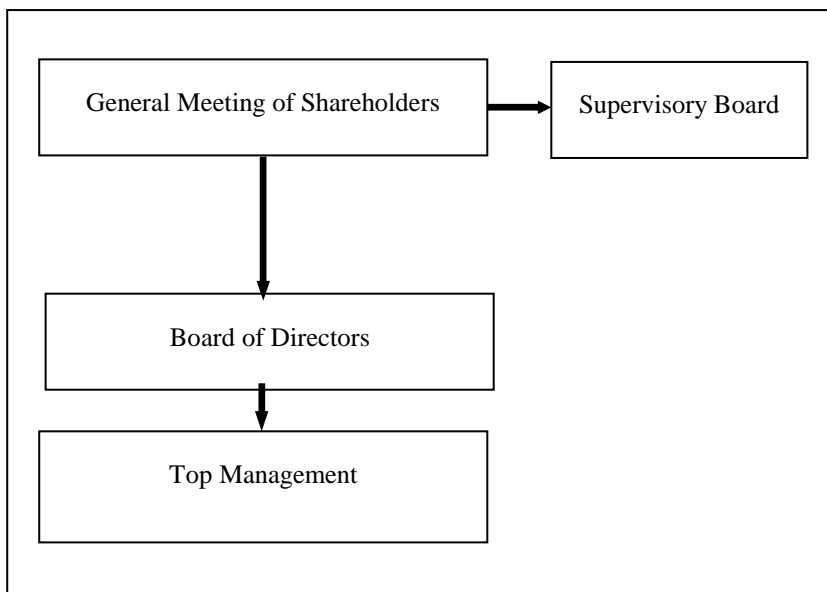 General Meeting of Shareholders
Supervisory Board
Board of Directors
Top Management